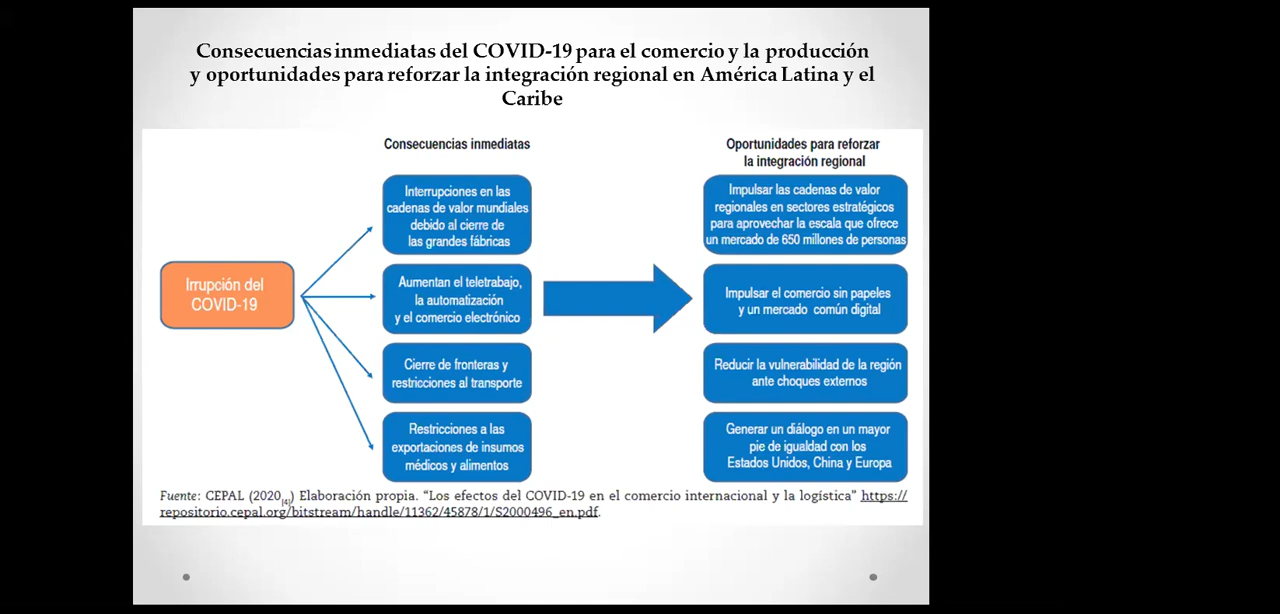 Consecuencias inmediatas del COVID-19 para el comercio y la producción
y oportunidades para reforzar la integración regional en América Latina y el
Caribe
Consecuencias inmediatas
Oportunidades para reforzar
la integración regional
Irrupción del
COVID-19
Interrupciones en las
cadenas de valor mundiales
debido al cierre de
las grandes fábricas
Aumentan el teletrabajo,
la automatización
y el comercio electrónico
Cierre de fronteras y
restricciones al transporte
Restricciones a las
exportaciones de insumos
médicos y alimentos
Impulsar las cadenas de valor
regionales en sectores estratégicos
para aprovechar la escala que ofrece
un mercado de 650 millones de personas
Impulsar el comercio sin papeles
y un mercado común digital
Reducir la vulnerabilidad de la región
ante choques externos
Generar un diálogo en un mayor
pie de igualdad con los
Estados Unidos, China y Europa
Fuente: CEPAL (2020[4]) Elaboración propia. “Los efectos del COVID-19 en el comercio internacional y la logística” https://
repositorio.cepal.org/bitstream/handle/11362/45878/1/S2000496_en.pdf.